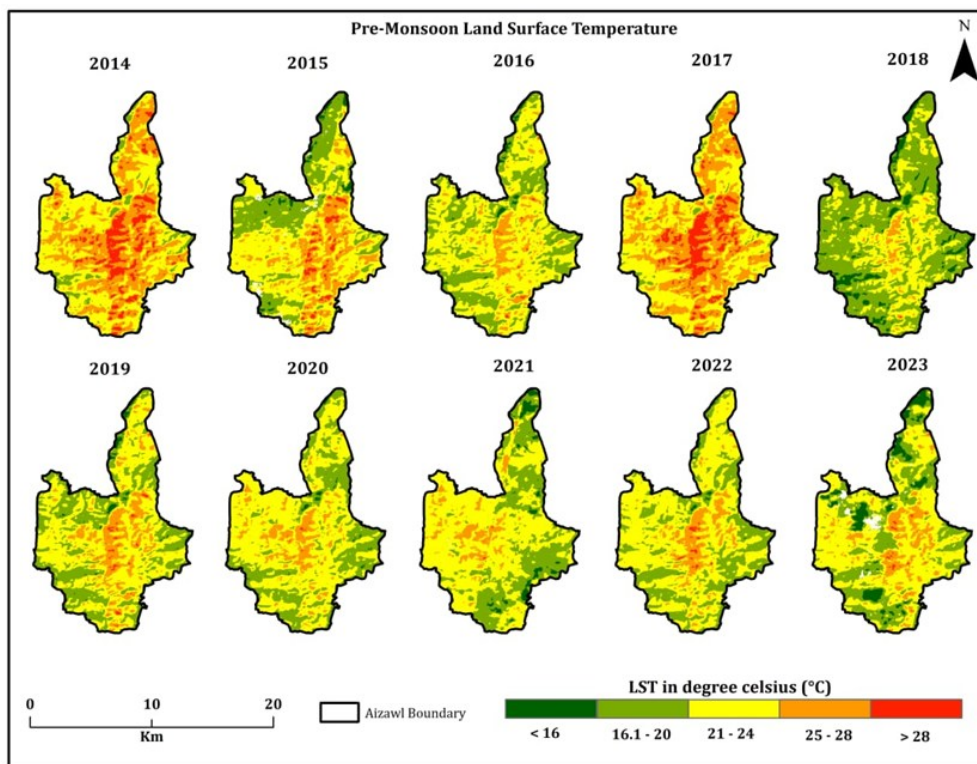 Pre-Monsoon Land Surface Temperature
N
2014 2015 2016 2017 2018
2019 2020 2021 2022 2023
0 10 20
Km
Aizawl Boundary
LST in degree celsius (°C)
< 16 16.1 - 20 21 - 24 25 - 28 > 28